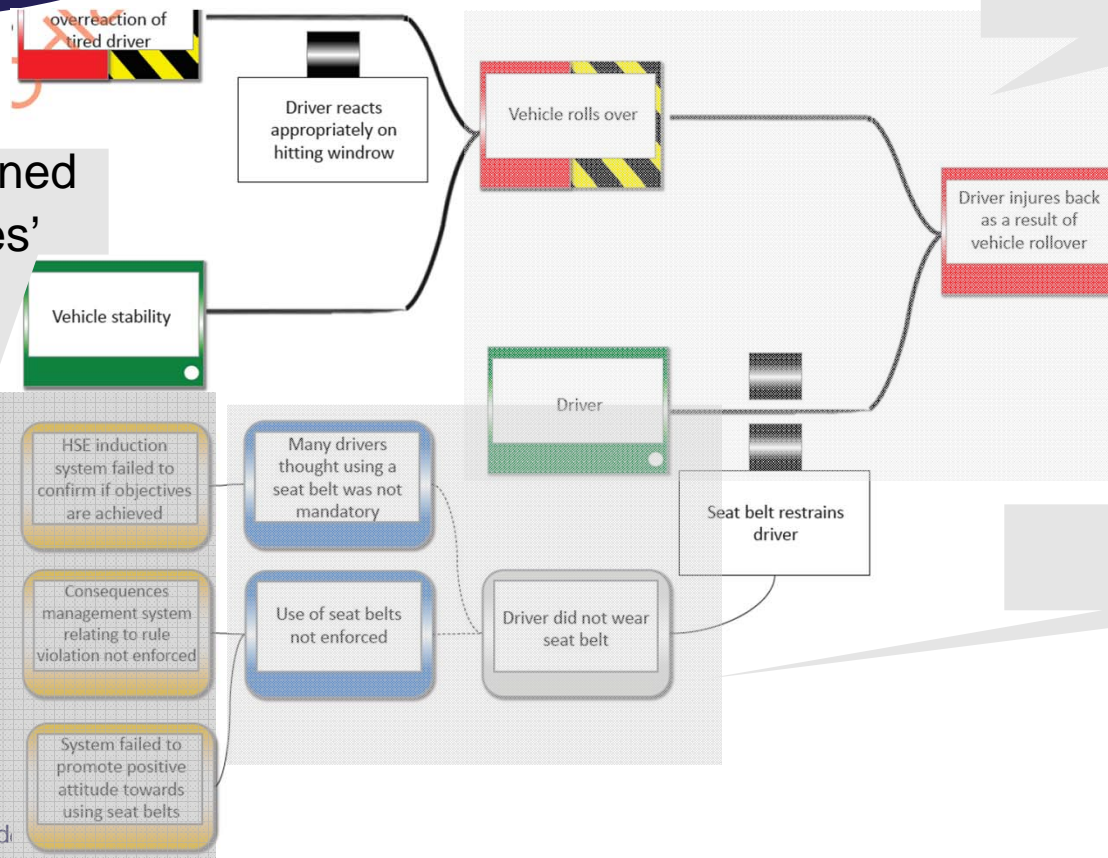 overreaction of
tired driver
Driver reacts
appropriately on
hitting windrow
Vehicle rolls over
Driver injures back
as a result of
vehicle rollover
ned
es’
Vehicle stability
Driver
HSE induction
system failed to
confirm if objectives
are achieved
Many drivers
thought using a
seat belt was not
mandatory
Seat belt restrains
driver
Consequences
management system
relating to rule
violation not enforced
Use of seat belts
not enforced
Driver did not wear
seat belt
System failed to
promote positive
attitude towards
using seat belts